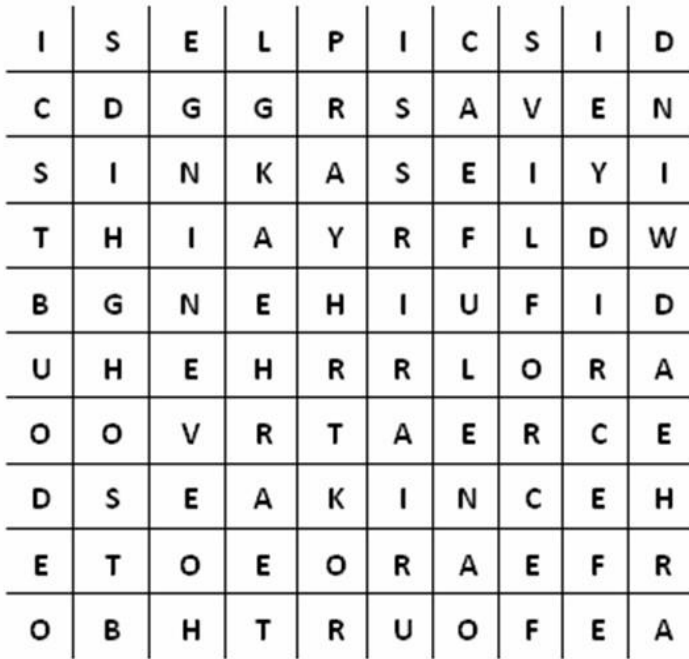 I S E L P I C S I D
C D G G R S A V E N
S I N K A S E I Y I
T H I A Y R F L D W
B G N E H I U F I D
U H E H R R L O R A
O O V R T A E R C E
D S E A K I N C E H
E T O E O R A E F R
O B H T R U O F E A